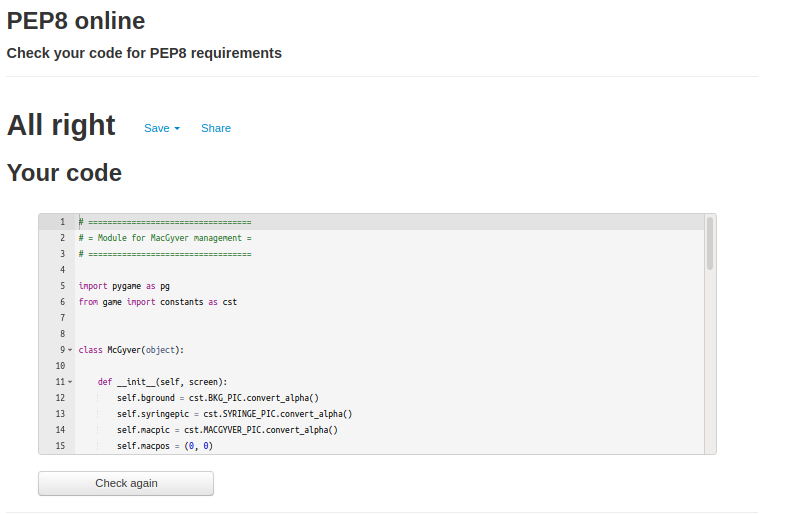 PEP8 online
Check your code for PEP8 requirements
All right Save Share
Your code
1 # ==================================
2 # = Module for MacGyver management =
3 # ==================================
4
5 import pygame as pg
6 from game import constants as cst
7
8
9 class McGyver(object):
10
11 def __init__(self, screen):
12 self.bground = cst.BKG_PIC.convert_alpha()
13 self.syringepic = cst.SYRINGE_PIC.convert_alpha()
14 self.macpic = cst.MACGYVER_PIC.convert_alpha()
15 self.macpos = (0, 0)
Check again